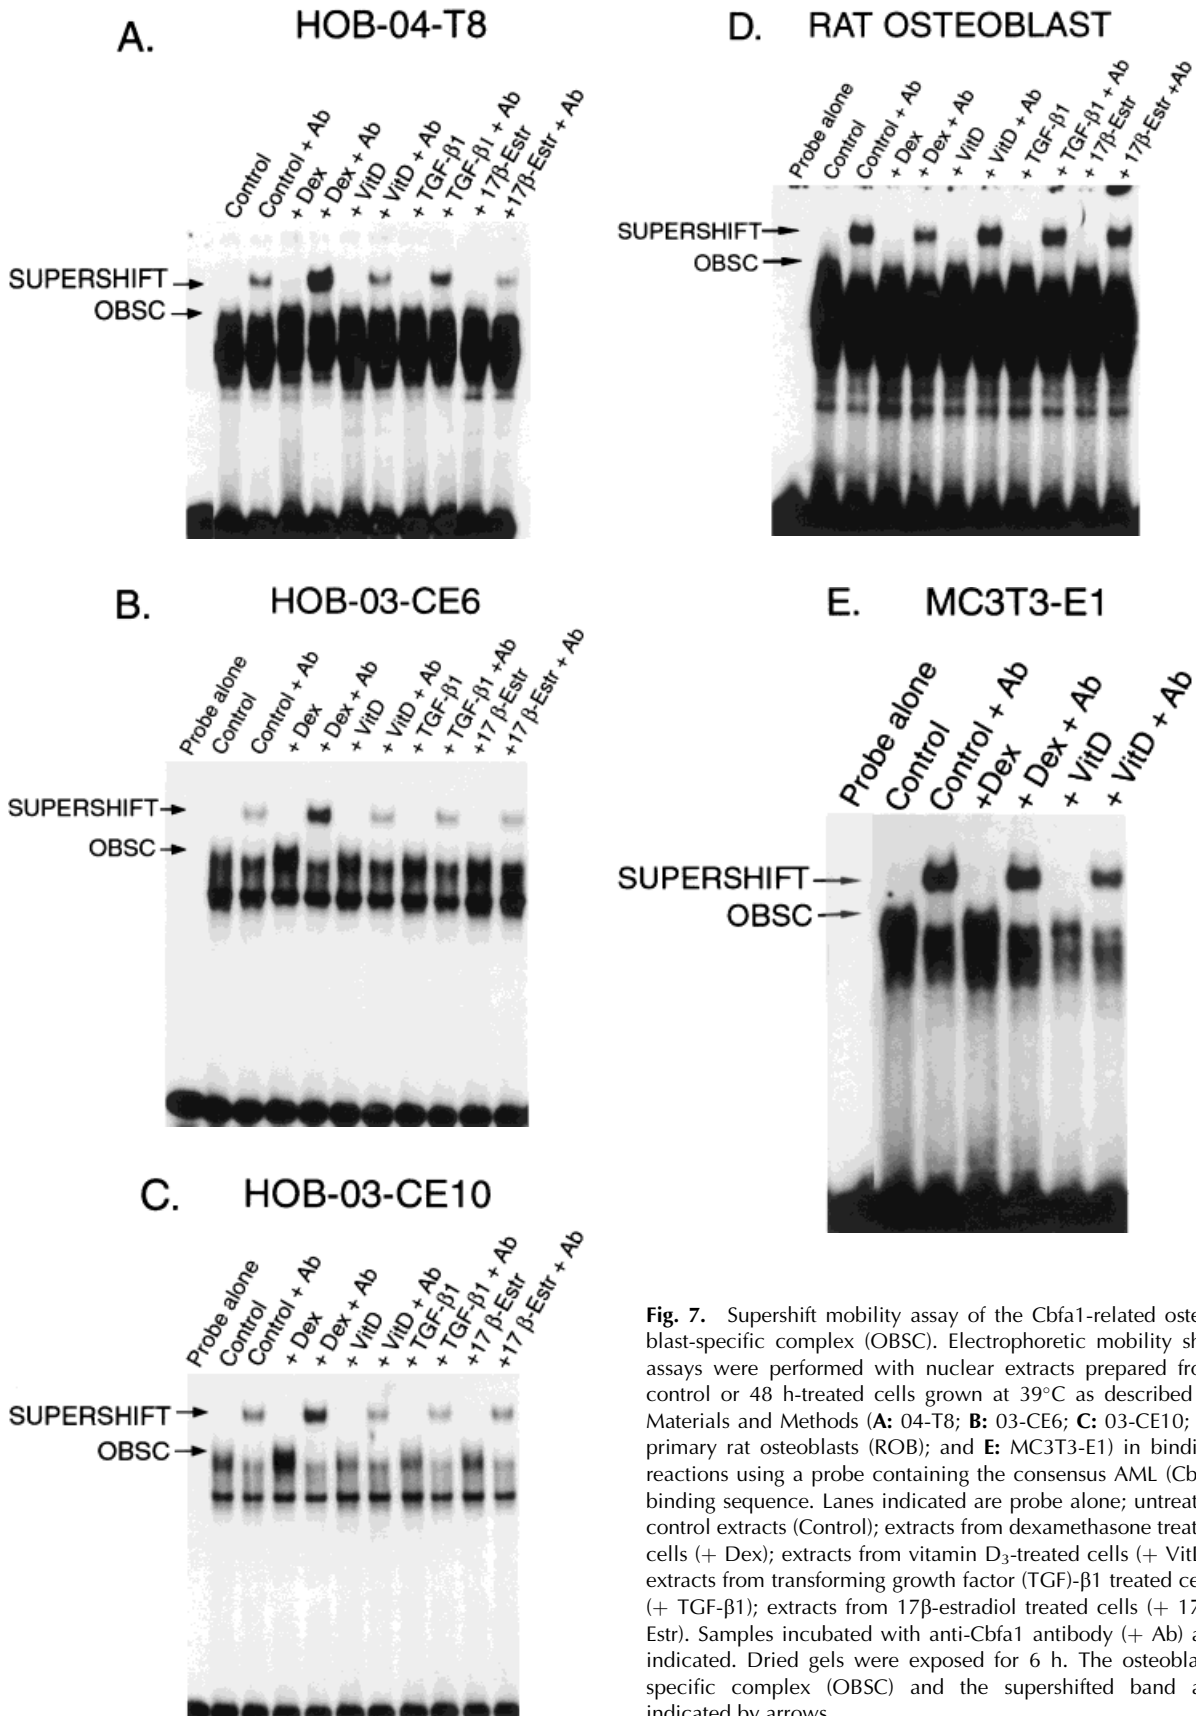 A.
HOB-04-T8
Control
Control + Ab
+ Dex
+ Dex + Ab
+ VitD
+ VitD + Ab
+ TGF-β1
+ TGF-β1 + Ab
+ 17β-Estr
+17β-Estr + Ab
SUPERSHIFT
OBSC
B.
HOB-03-CE6
Probe alone
Control
Control + Ab
+ Dex
+ Dex + Ab
+ VitD
+ VitD + Ab
+ TGF-β1
+ TGF-β1 +Ab
+17 β-Estr
+17 β-Estr + Ab
SUPERSHIFT
OBSC
C.
HOB-03-CE10
Probe alone
Control
Control + Ab
+ Dex
+ Dex + Ab
+ VitD
+ VitD + Ab
+ TGF-β1
+ TGF-β1 + Ab
+17 β-Estr
+17 β-Estr + Ab
SUPERSHIFT
OBSC
D.
RAT OSTEOBLAST
Probe alone
Control
Control + Ab
+ Dex
+ Dex + Ab
+ VitD
+ VitD + Ab
+ TGF-β1
+ TGF-β1 + Ab
+ 17β-Estr
+ 17β-Estr +Ab
SUPERSHIFT
OBSC
E.
MC3T3-E1
Probe alone
Control
Control + Ab
+Dex
+ Dex + Ab
+ VitD
+ VitD + Ab
SUPERSHIFT
OBSC
Fig. 7. Supershift mobility assay of the Cbfa1-related oste
blast-specific complex (OBSC). Electrophoretic mobility sh
assays were performed with nuclear extracts prepared fro
control or 48 h-treated cells grown at 39°C as described
Materials and Methods (A: 04-T8; B: 03-CE6; C: 03-CE10;
primary rat osteoblasts (ROB); and E: MC3T3-E1) in bindi
reactions using a probe containing the consensus AML (Cb
binding sequence. Lanes indicated are probe alone; untreat
control extracts (Control); extracts from dexamethasone treat
cells (+ Dex); extracts from vitamin D₃-treated cells (+ Vit
extracts from transforming growth factor (TGF)-β1 treated ce
(+ TGF-β1); extracts from 17β-estradiol treated cells (+ 17
Estr). Samples incubated with anti-Cbfa1 antibody (+ Ab) a
indicated. Dried gels were exposed for 6 h. The osteobla
specific complex (OBSC) and the supershifted band a
indicated by arrows.